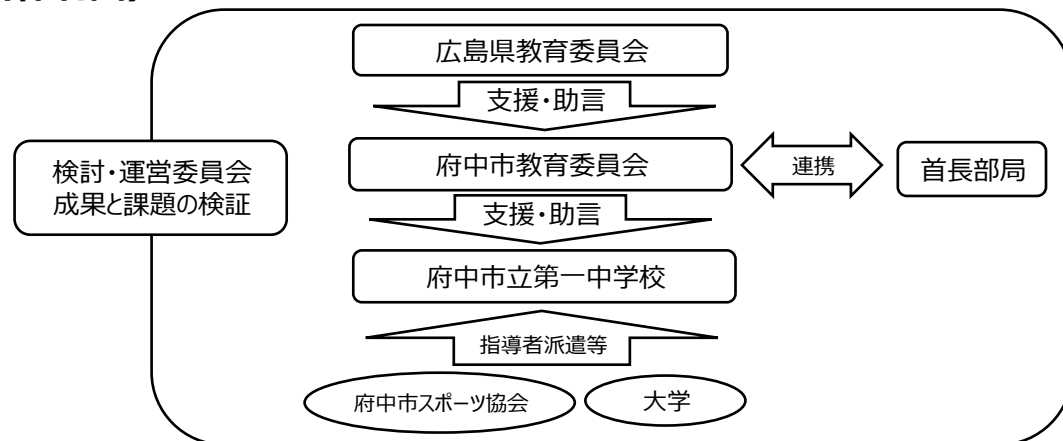 広島県教育委員会
支援・助言
検討・運営委員会
成果と課題の検証
府中市教育委員会
連携
首長部局
支援・助言
府中市立第一中学校
指導者派遣等
府中市スポーツ協会
大学